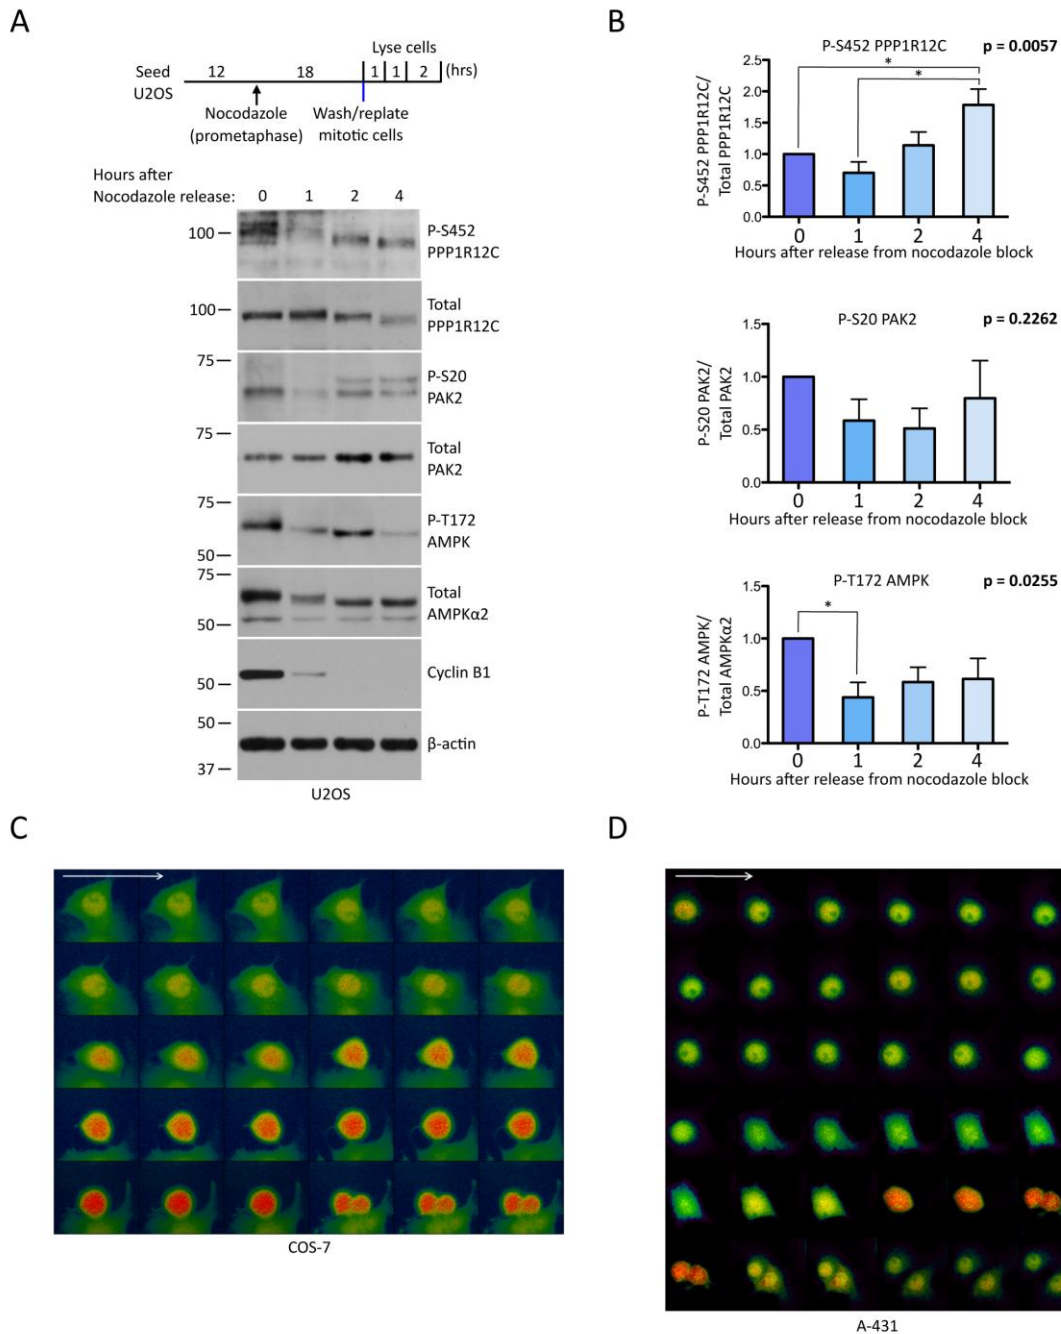 A
Lyse cells
Seed 12 18 1 1 2 (hrs)
U2OS
Nocodazole Wash/replate
(prometaphase) mitotic cells
Hours after
Nocodazole release: 0 1 2 4
100 P-S452
PPP1R12C
100 Total
PPP1R12C
75 P-S20
PAK2
75 Total
PAK2
75 P-T172
50 AMPK
75 Total
50 AMPKα2
50 Cyclin B1
50 β-actin
37
U2OS
B
P-S452 PPP1R12C p = 0.0057
* *
P-S452 PPP1R12C/
Total PPP1R12C
2.5
2.0
1.5
1.0
0.5
0.0
0 1 2 4
Hours after release from nocodazole block
P-S20 PAK2 p = 0.2262
P-S20 PAK2/
Total PAK2
1.5
1.0
0.5
0.0
0 1 2 4
Hours after release from nocodazole block
P-T172 AMPK p = 0.0255
*
P-T172 AMPK/
Total AMPKα2
1.5
1.0
0.5
0.0
0 1 2 4
Hours after release from nocodazole block
C
COS-7
D
A-431